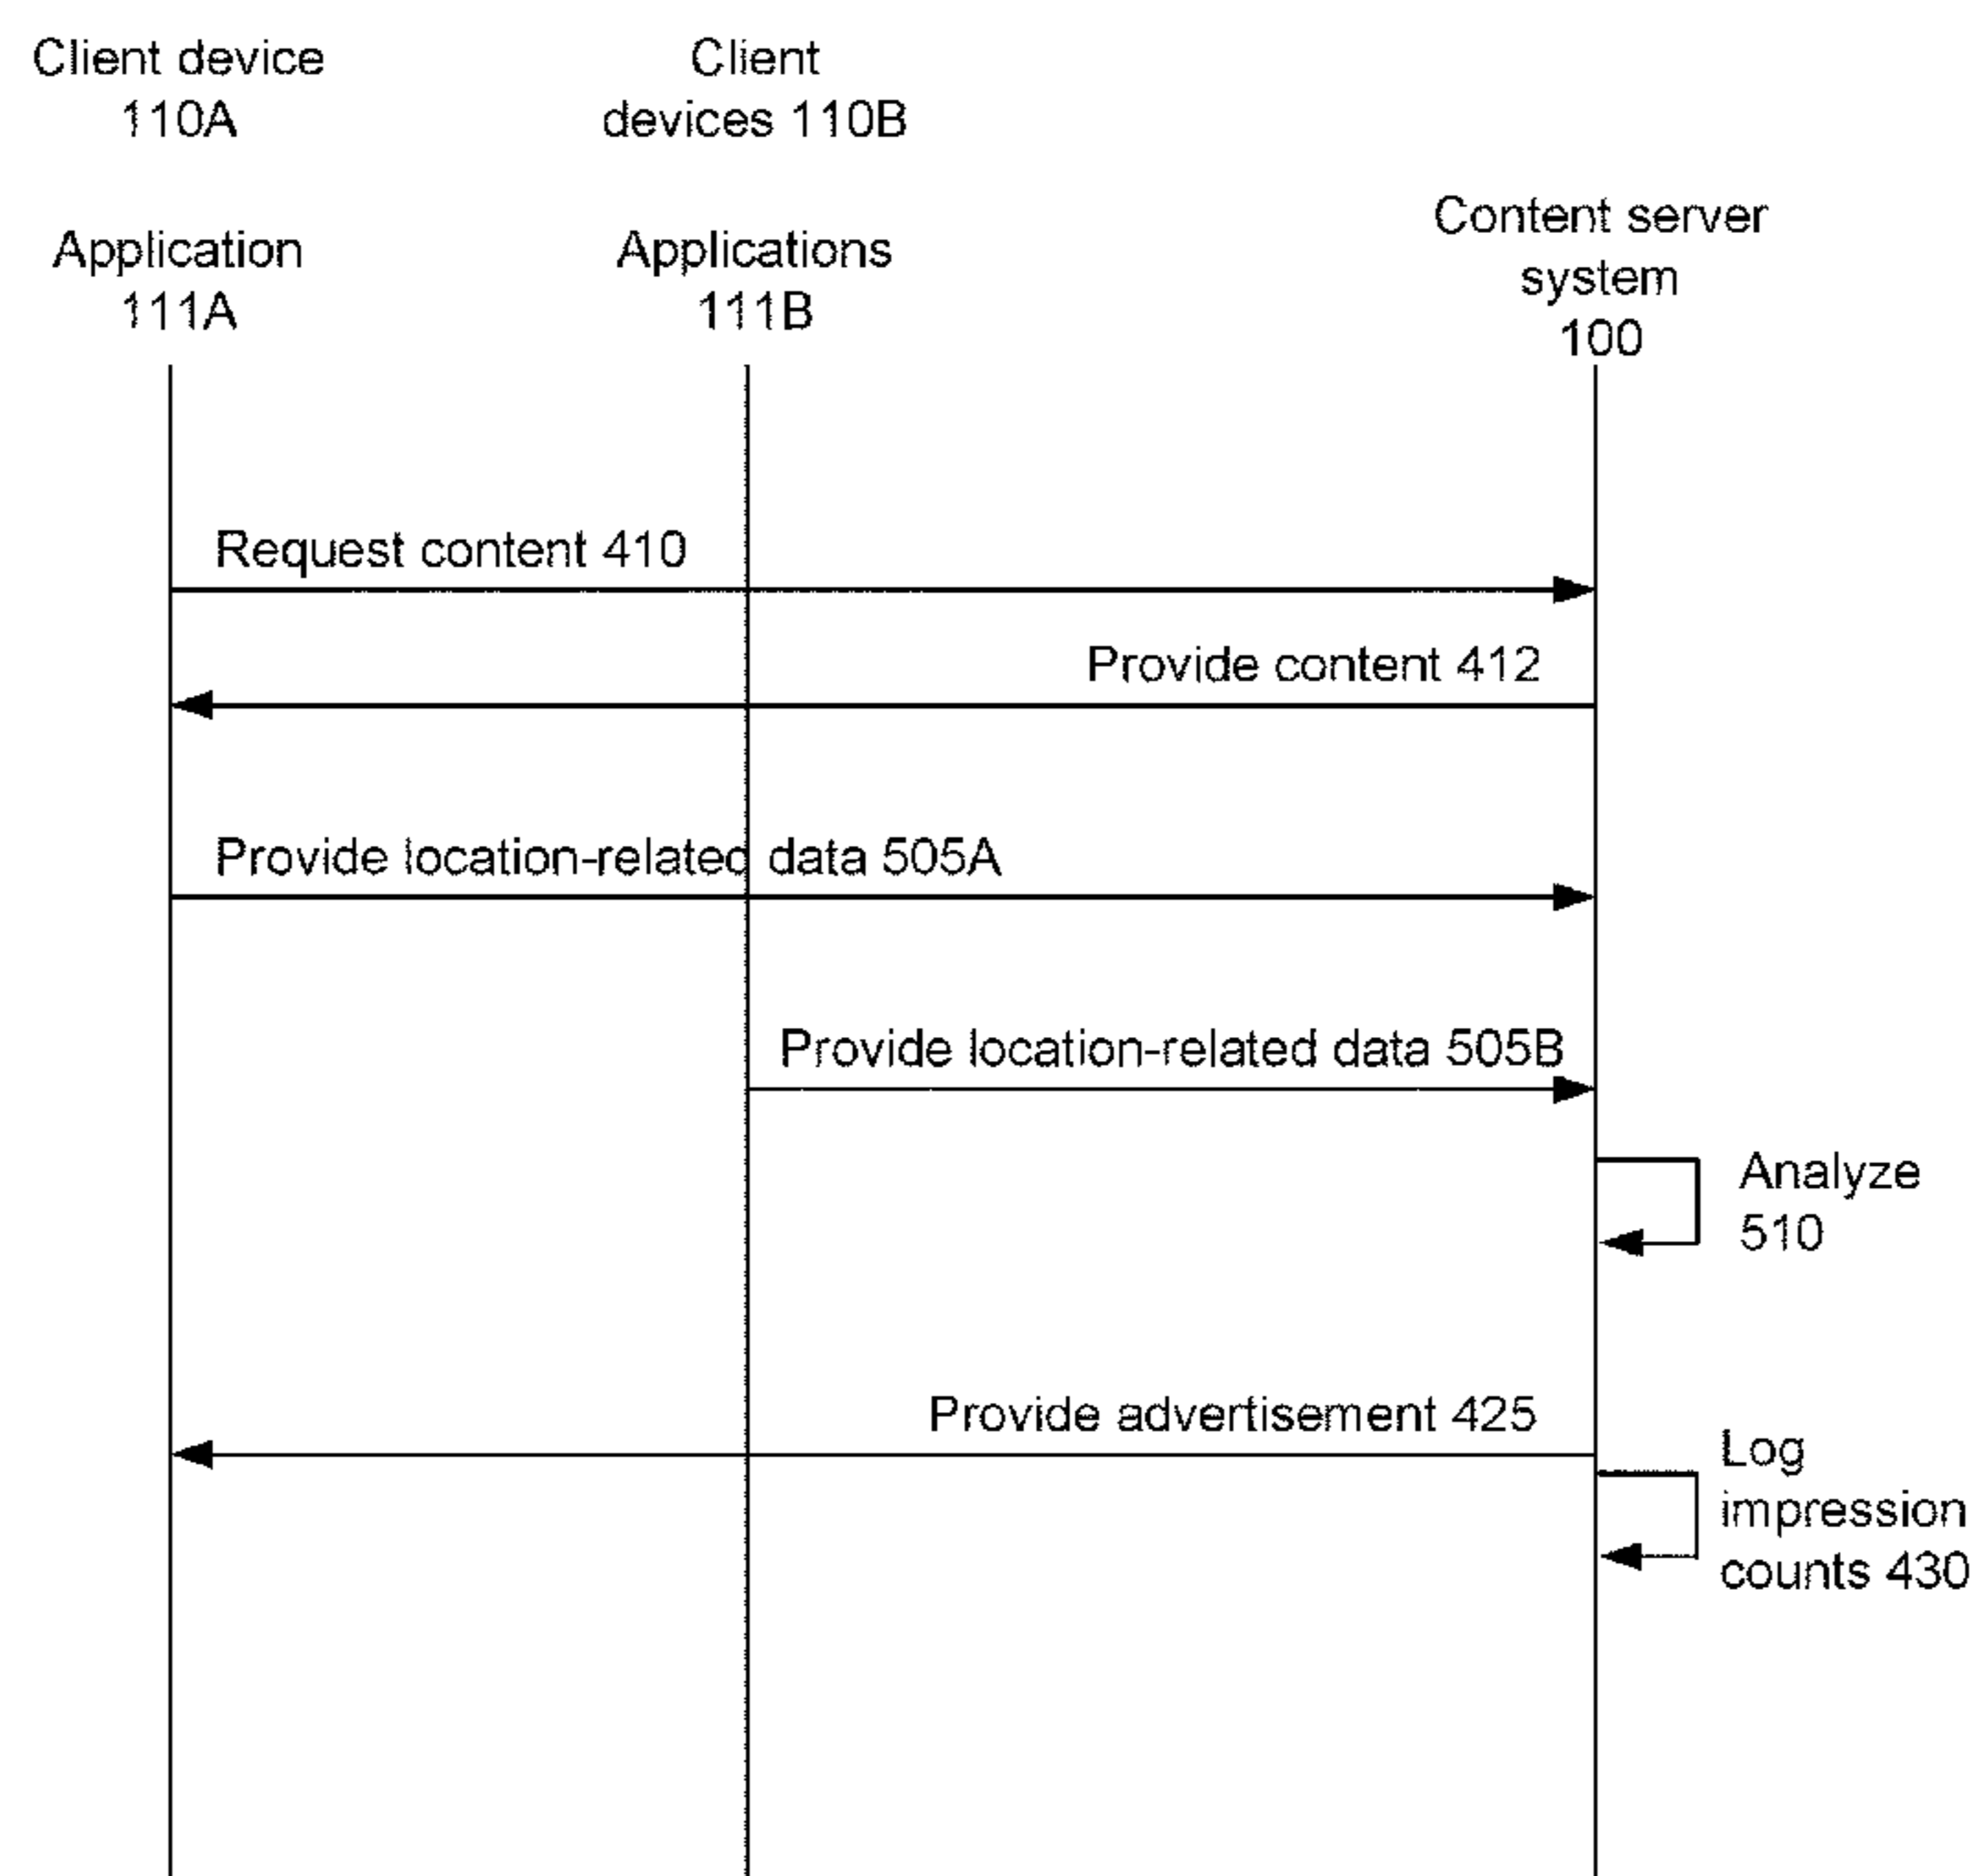 Client device
110A
Client
devices 110B
Application
111A
Applications
111B
Content server
system
100
Request content 410
Provide content 412
Provide location-related data 505A
Provide location-related data 505B
Analyze
510
Provide advertisement 425
Log
impression
counts 430